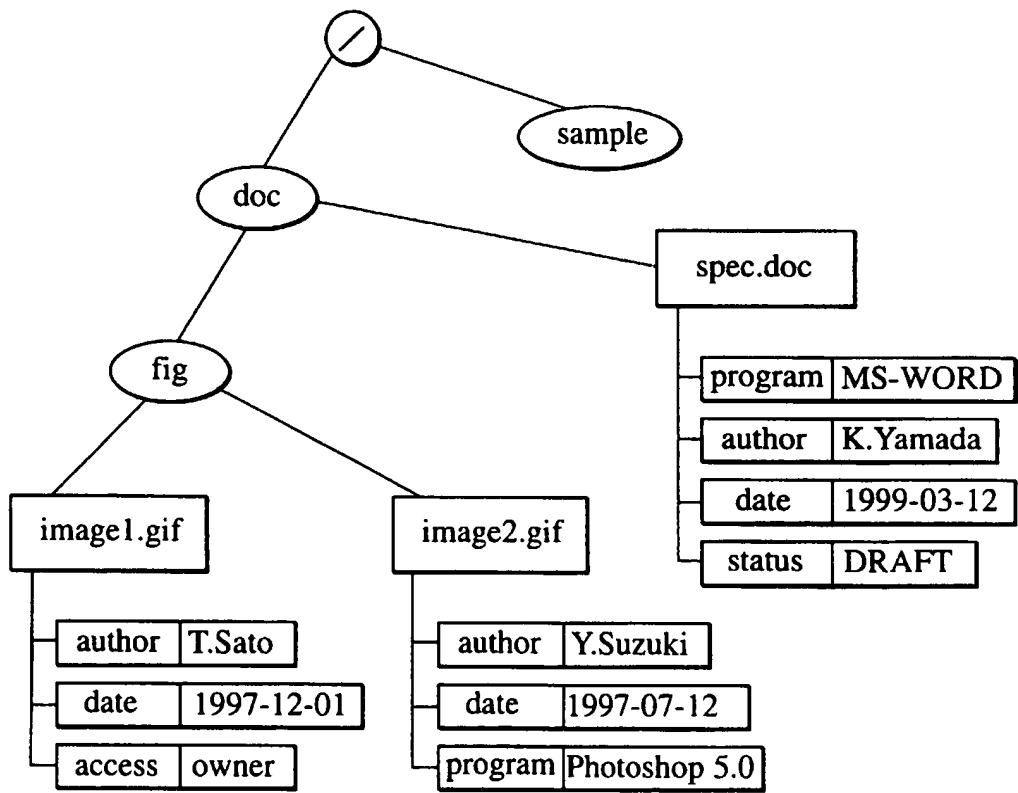 /
sample
doc
spec.doc
fig
program MS-WORD
author K.Yamada
date 1999-03-12
status DRAFT
image1.gif
image2.gif
author T.Sato
date 1997-12-01
access owner
author Y.Suzuki
date 1997-07-12
program Photoshop 5.0